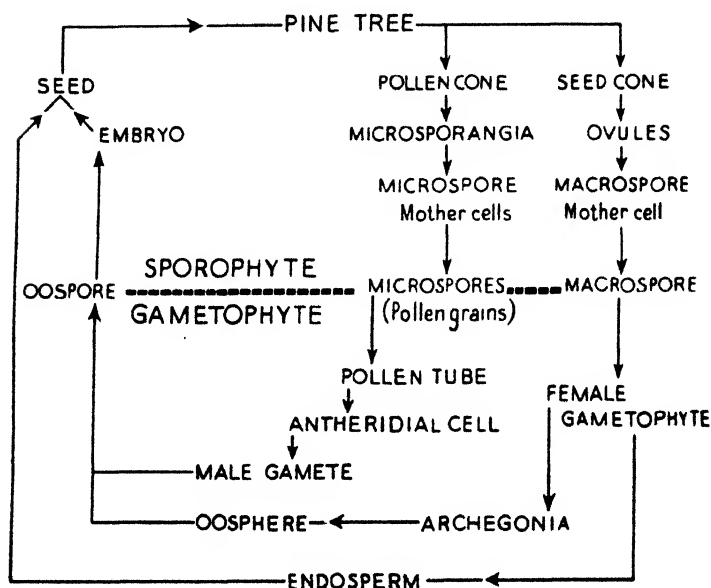 PINE TREE
SEED
POLLEN CONE
SEED CONE
EMBRYO
MICROSPORANGIA
OVULES
MICROSPORE
Mother cells
MACROSPORE
Mother cell
SPOROPHYTE
OOSPORE
MICROSPORES
(Pollen grains)
MACROSPORE
GAMETOPHYTE
POLLEN TUBE
FEMALE
GAMETOPHYTE
ANTHERIDIAL CELL
MALE GAMETE
OOSPHERE
ARCHEGONIA
ENDOSPERM